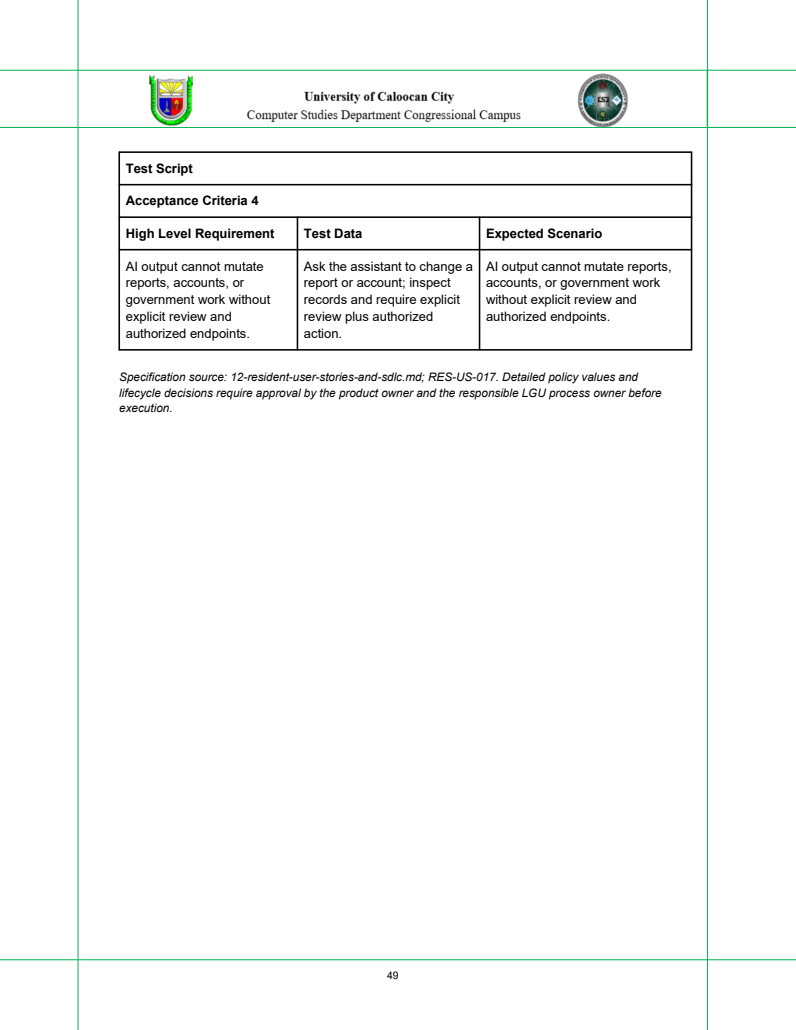 University of Caloocan City
Computer Studies Department Congressional Campus
Test Script
Acceptance Criteria 4
High Level Requirement
Test Data
Expected Scenario
AI output cannot mutate
reports, accounts, or
government work without
explicit review and
authorized endpoints.
Ask the assistant to change a
report or account; inspect
records and require explicit
review plus authorized
action.
AI output cannot mutate reports,
accounts, or government work
without explicit review and
authorized endpoints.
Specification source: 12-resident-user-stories-and-sdlc.md; RES-US-017. Detailed policy values and
lifecycle decisions require approval by the product owner and the responsible LGU process owner before
execution.
49